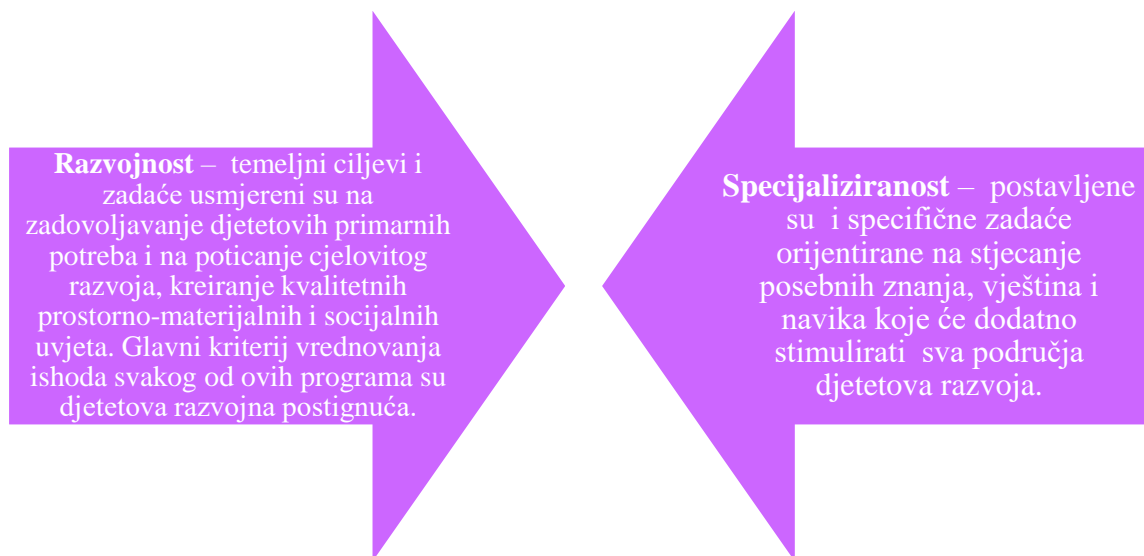 Razvojnost – temeljni ciljevi i
zadaće usmjereni su na
zadovoljavanje djetetovih primarnih
potreba i na poticanje cjelovitog
razvoja, kreiranje kvalitetnih
prostorno-materijalnih i socijalnih
uvjeta. Glavni kriterij vrednovanja
ishoda svakog od ovih programa su
djetetova razvojna postignuća.
Specijaliziranost – postavljene
su i specifične zadaće
orijentirane na stjecanje
posebnih znanja, vještina i
navika koje će dodatno
stimulirati sva područja
djetetova razvoja.